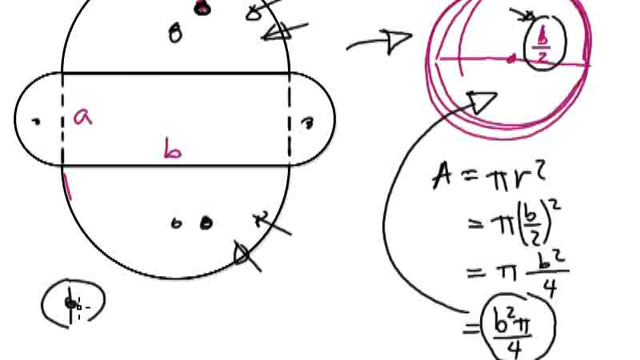 a
b
b/2
A = πr²
= π(b/2)²
= π b²/4
= b²π/4